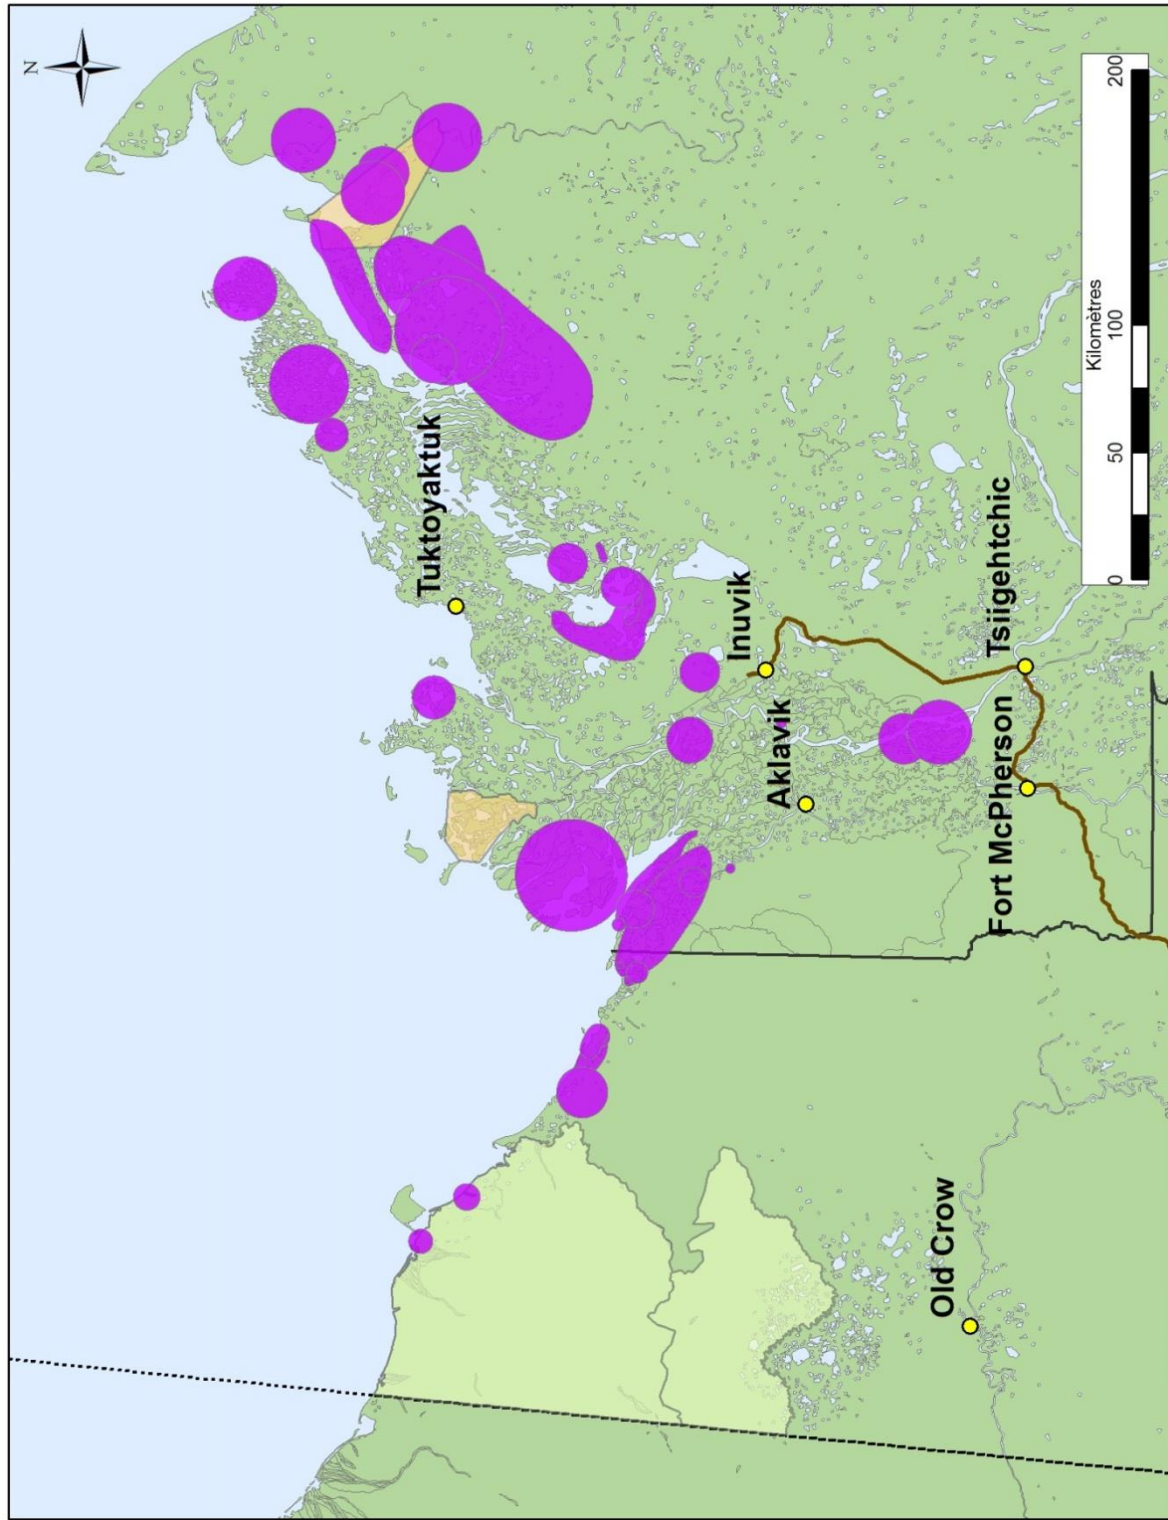 N
Tuktoyaktuk
Inuvik
Aklavik
Tsiigehtchic
Fort McPherson
Old Crow
Kilomètres
0 50 100 200